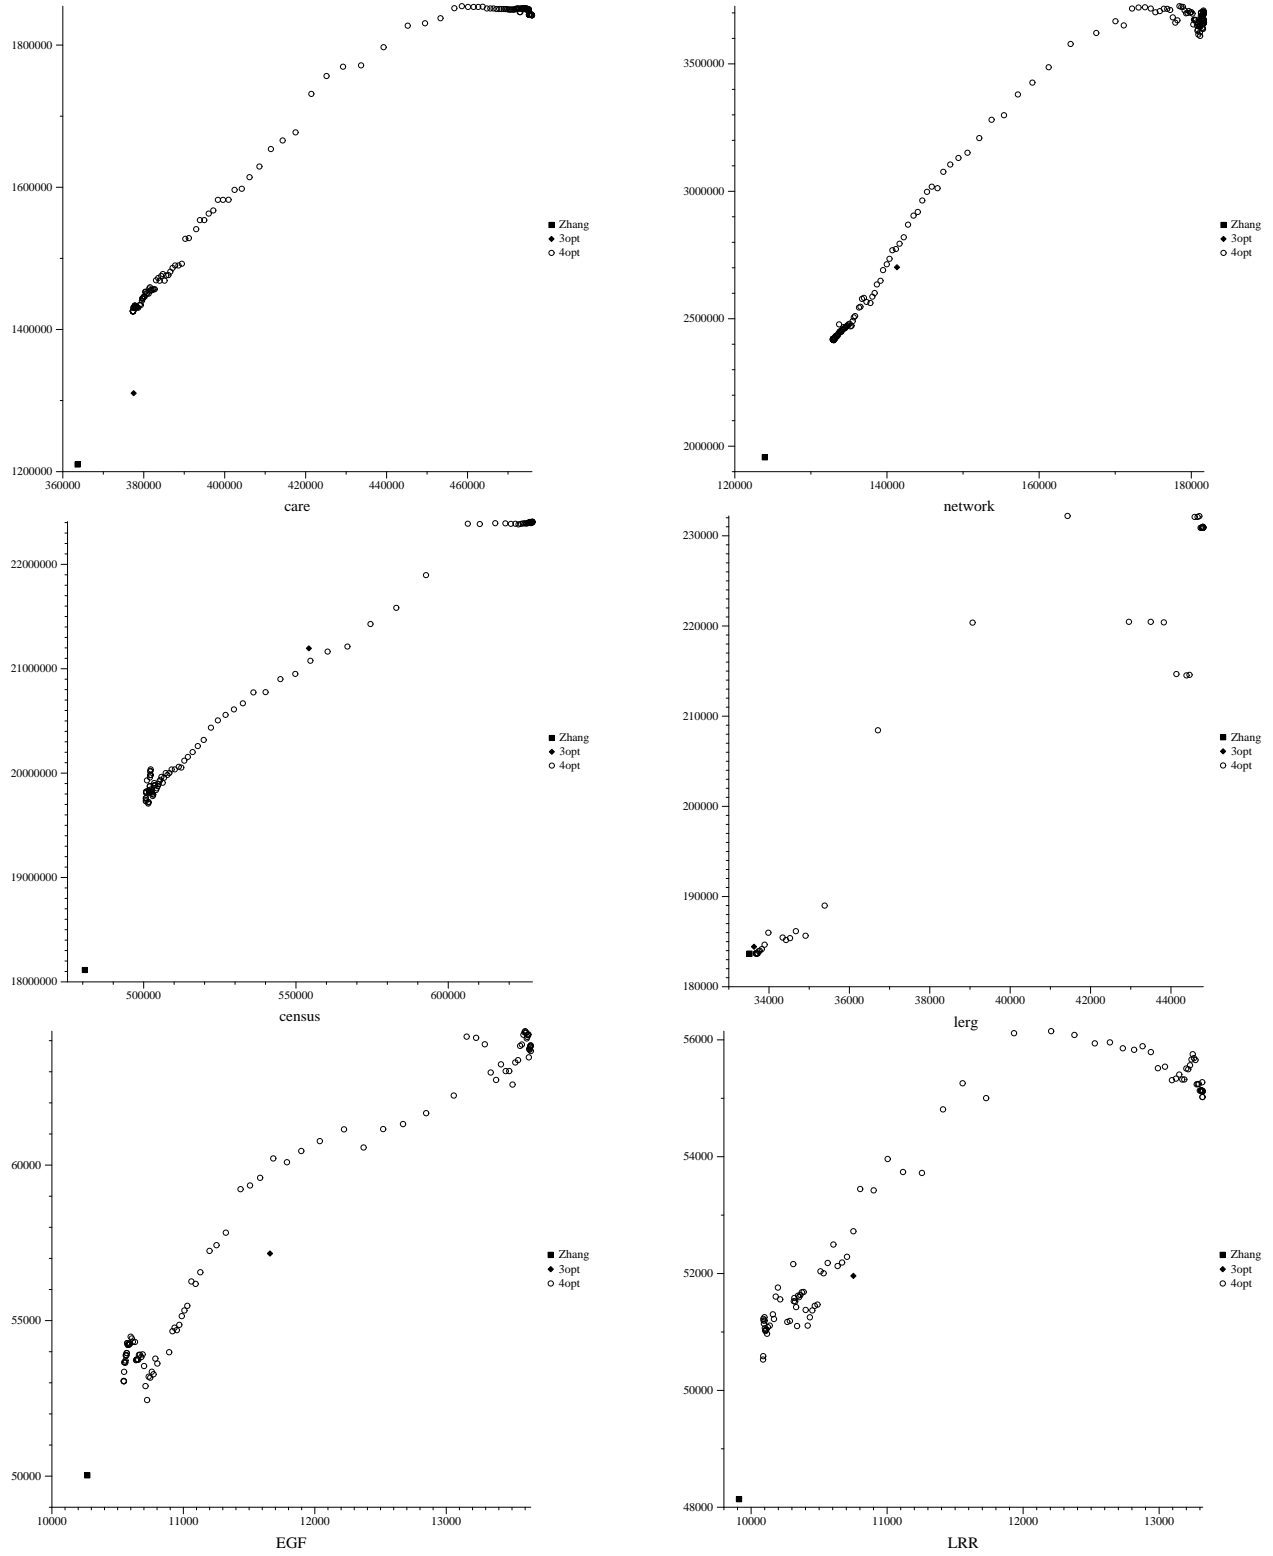 1800000
1600000
1400000
1200000
360000 380000 400000 420000 440000 460000
care
Zhang
3opt
4opt
3500000
3000000
2500000
2000000
120000 140000 160000 180000
network
Zhang
3opt
4opt
22000000
21000000
20000000
19000000
18000000
500000 550000 600000
census
Zhang
3opt
4opt
230000
220000
210000
200000
190000
180000
34000 36000 38000 40000 42000 44000
lerg
Zhang
3opt
4opt
60000
55000
50000
10000 11000 12000 13000
EGF
Zhang
3opt
4opt
56000
54000
52000
50000
48000
10000 11000 12000 13000
LRR
Zhang
3opt
4opt